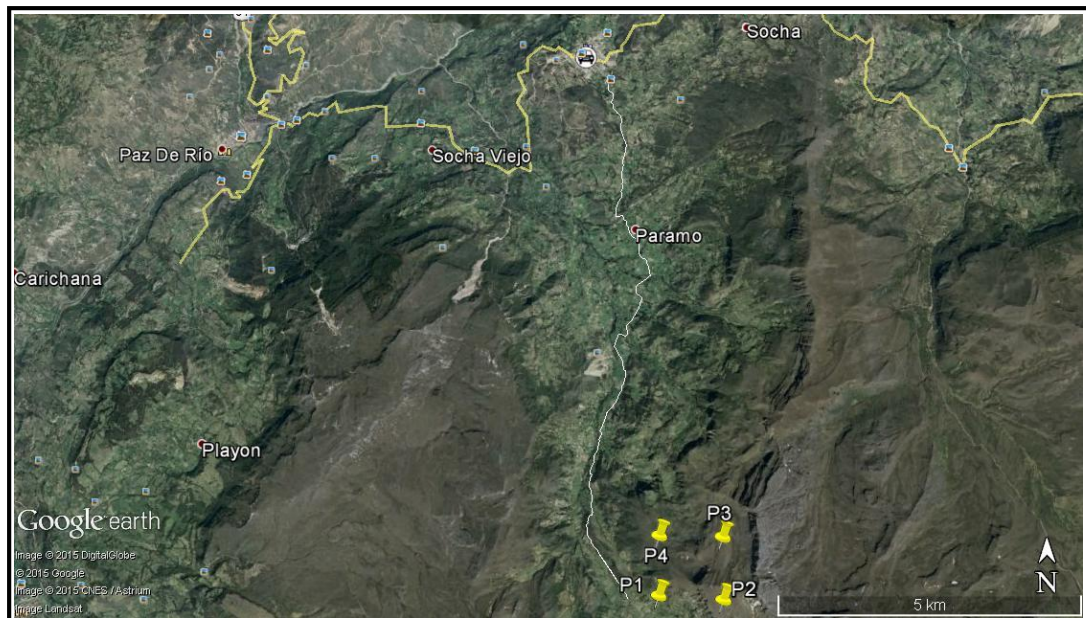 Socha
Paz De Río
Socha Viejo
Paramo
Carichana
Playon
Google earth
P3
P4
P1
P2
Image © 2015 DigitalGlobe
© 2015 Google
Image © 2015 CNES / Astrium
Image Landsat
N
5 km